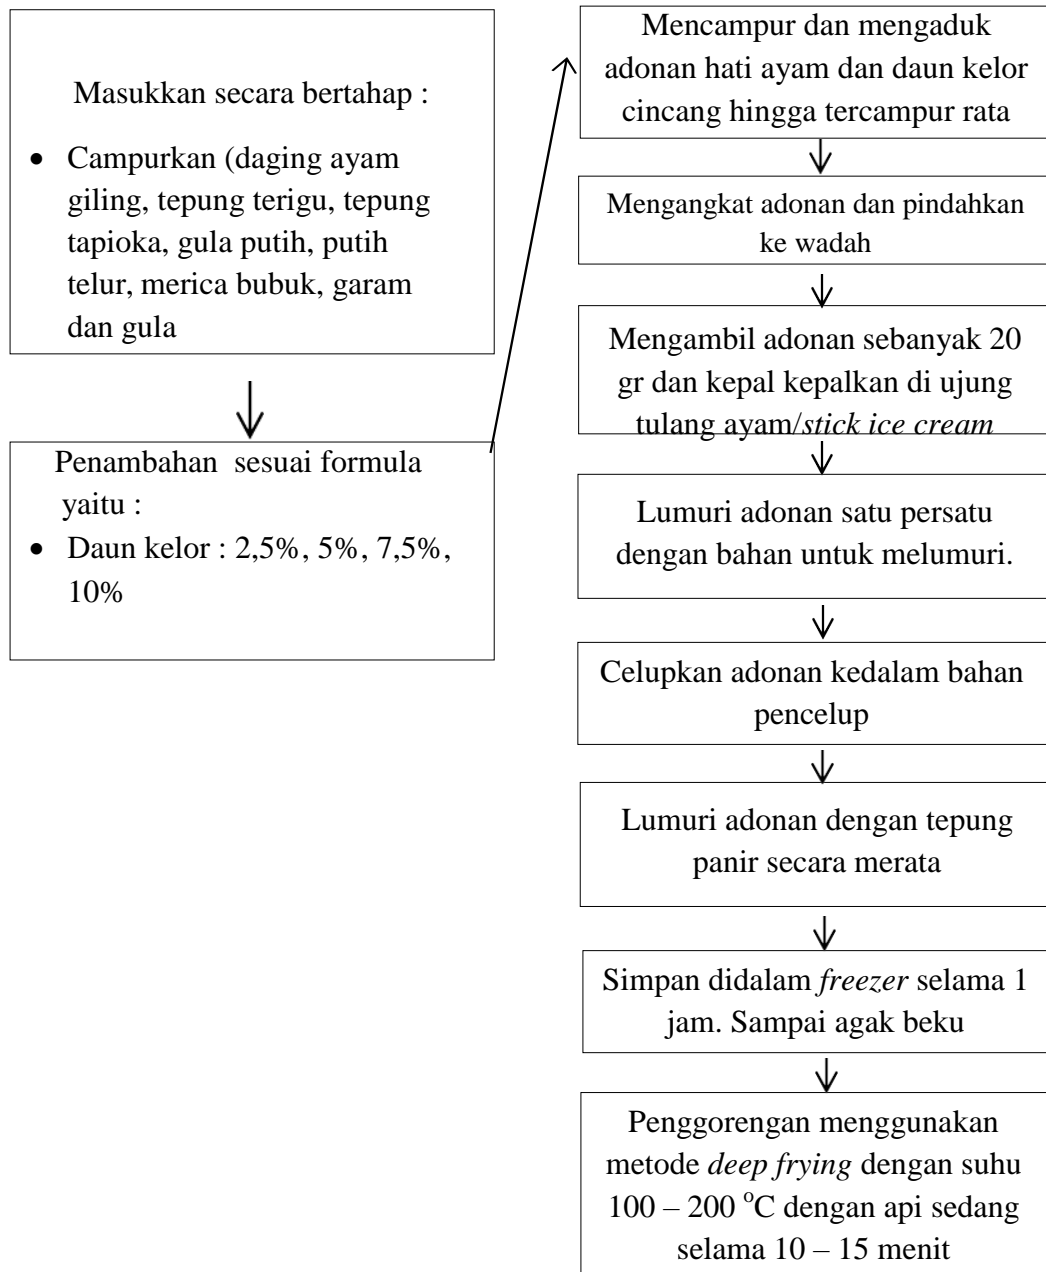 Masukkan secara bertahap :
• Campurkan (daging ayam
giling, tepung terigu, tepung
tapioka, gula putih, putih
telur, merica bubuk, garam
dan gula
Penambahan  sesuai formula
yaitu :
• Daun kelor : 2,5%, 5%, 7,5%,
10%
Mencampur dan mengaduk
adonan hati ayam dan daun kelor
cincang hingga tercampur rata
Mengangkat adonan dan pindahkan
ke wadah
Mengambil adonan sebanyak 20
gr dan kepal kepalkan di ujung
tulang ayam/stick ice cream
Lumuri adonan satu persatu
dengan bahan untuk melumuri.
Celupkan adonan kedalam bahan
pencelup
Lumuri adonan dengan tepung
panir secara merata
Simpan didalam freezer selama 1
jam. Sampai agak beku
Penggorengan menggunakan
metode deep frying dengan suhu
100 – 200 °C dengan api sedang
selama 10 – 15 menit